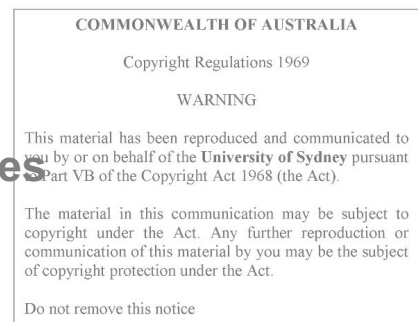 COMMONWEALTH OF AUSTRALIA
Copyright Regulations 1969
WARNING
This material has been reproduced and communicated to
you by or on behalf of the University of Sydney pursuant
to Part VB of the Copyright Act 1968 (the Act).
The material in this communication may be subject to
copyright under the Act. Any further reproduction or
communication of this material by you may be the subject
of copyright protection under the Act.
Do not remove this notice